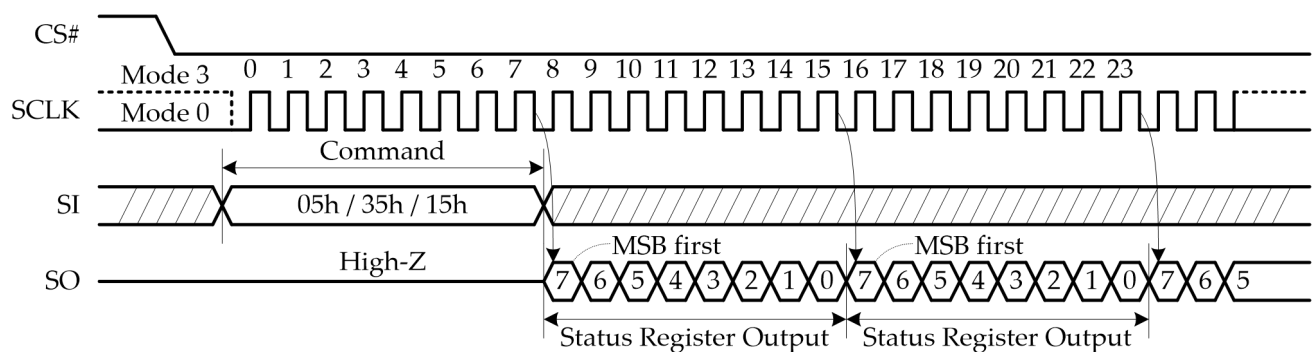 CS#
Mode 3
0 1 2 3 4 5 6 7 8 9 10 11 12 13 14 15 16 17 18 19 20 21 22 23
SCLK
Mode 0
Command
SI
05h / 35h / 15h
High-Z
MSB first
MSB first
SO
7 6 5 4 3 2 1 0 7 6 5 4 3 2 1 0 7 6 5
Status Register Output
Status Register Output